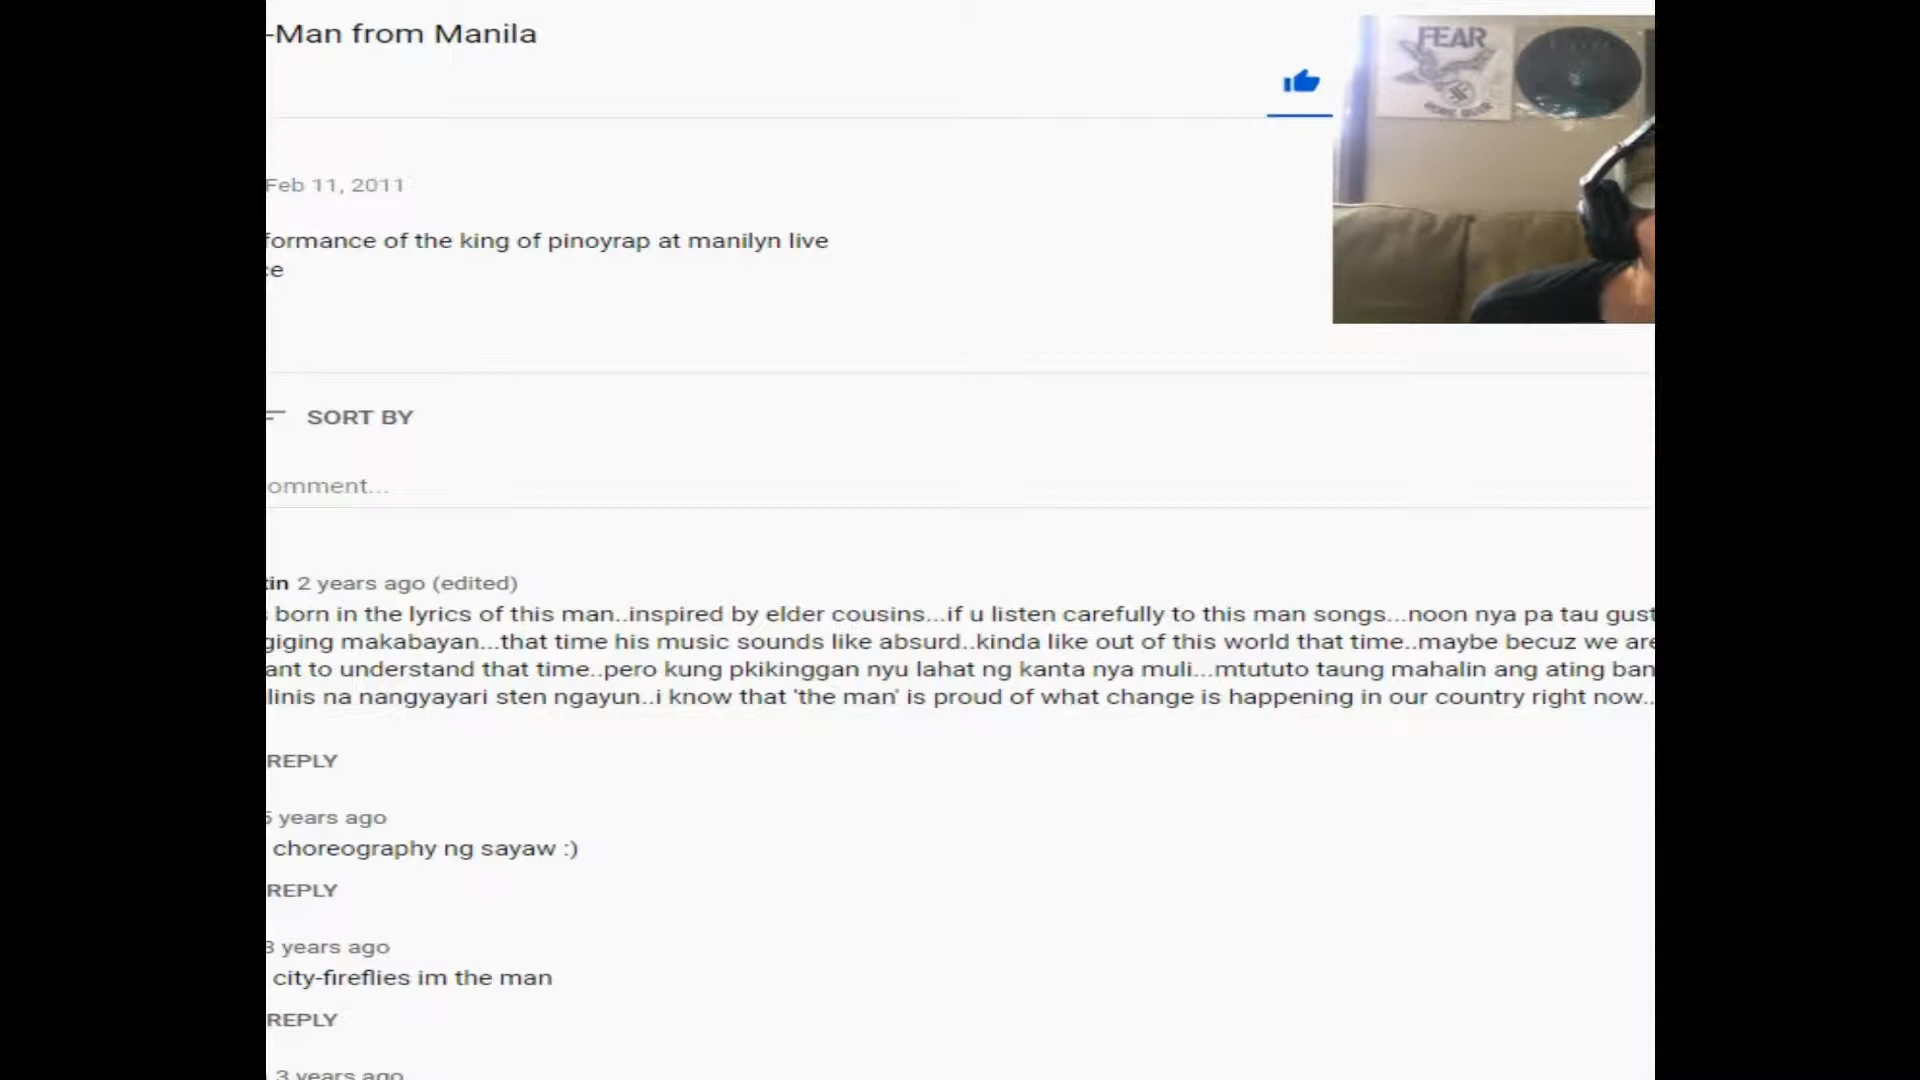 -Man from Manila
FEAR
Feb 11, 2011
formance of the king of pinoyrap at manilyn live
ce
SORT BY
omment...
tin 2 years ago (edited)
born in the lyrics of this man..inspired by elder cousins...if u listen carefully to this man songs...noon nya pa tau gust
giging makabayan...that time his music sounds like absurd..kinda like out of this world that time..maybe becuz we are
ant to understand that time..pero kung pkikinggan nyu lahat ng kanta nya muli...mtututo taung mahalin ang ating ban
linis na nangyayari sten ngayun..i know that 'the man' is proud of what change is happening in our country right now..
REPLY
5 years ago
choreography ng sayaw :)
REPLY
3 years ago
city-fireflies im the man
REPLY
3 years ago